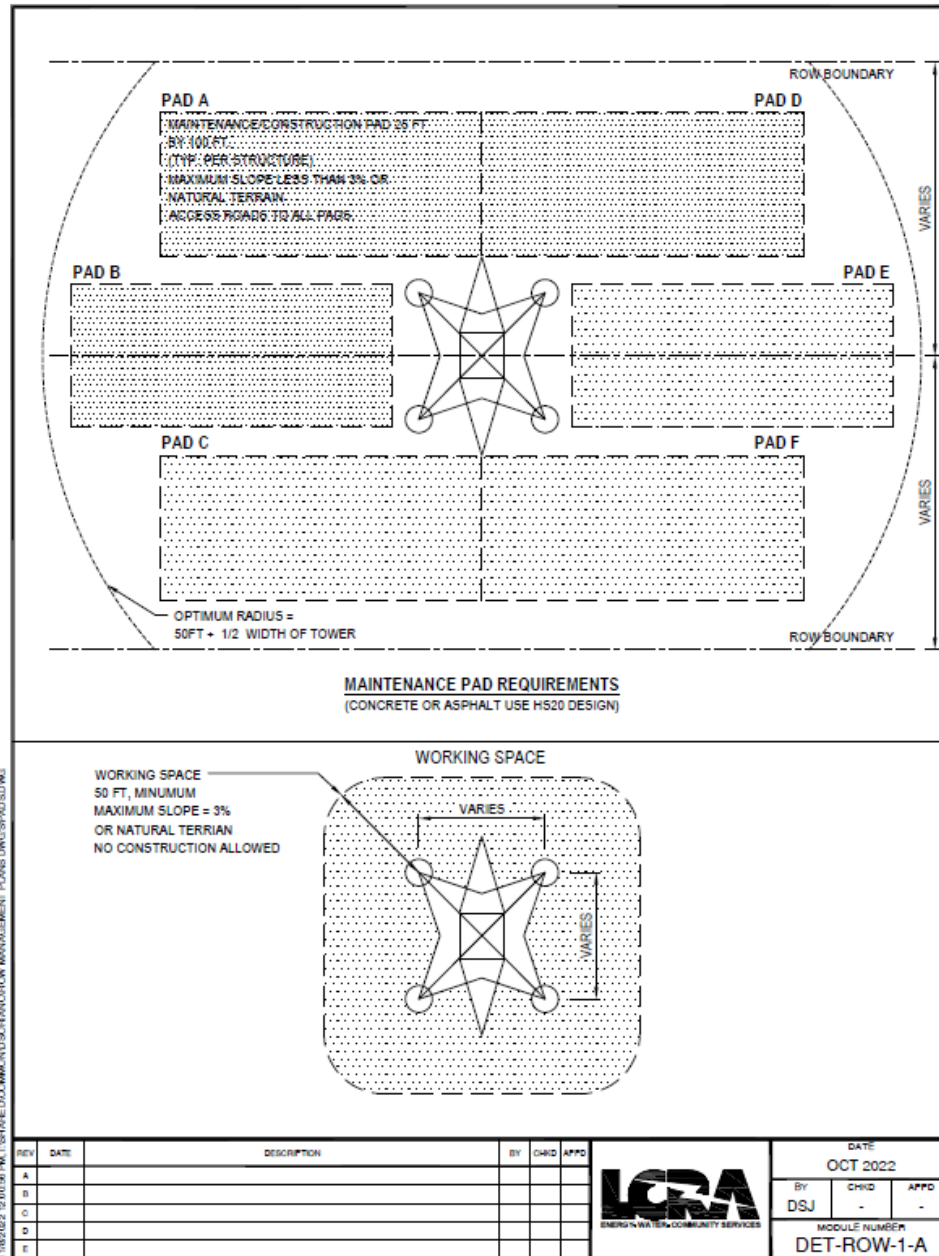 ROW BOUNDARY
PAD A
PAD D
MAINTENANCE/CONSTRUCTION PAD 25 FT
BY 100 FT.
(TYP. PER STRUCTURE)
MAXIMUM SLOPE LESS THAN 3% OR
NATURAL TERRAIN.
ACCESS ROADS TO ALL PADS.
VARIES
PAD B
PAD E
PAD C
PAD F
VARIES
OPTIMUM RADIUS =
50FT + 1/2 WIDTH OF TOWER
ROW BOUNDARY
MAINTENANCE PAD REQUIREMENTS
(CONCRETE OR ASPHALT USE HS20 DESIGN)
WORKING SPACE
WORKING SPACE
50 FT, MINUMUM
MAXIMUM SLOPE = 3%
OR NATURAL TERRIAN
NO CONSTRUCTION ALLOWED
VARIES
VARIES
REV DATE DESCRIPTION BY CHKD APPD
A
B
C
D
E
LCRA
ENERGY • WATER • COMMUNITY SERVICES
DATE
OCT 2022
BY CHKD APPD
DSJ - -
MODULE NUMBER
DET-ROW-1-A